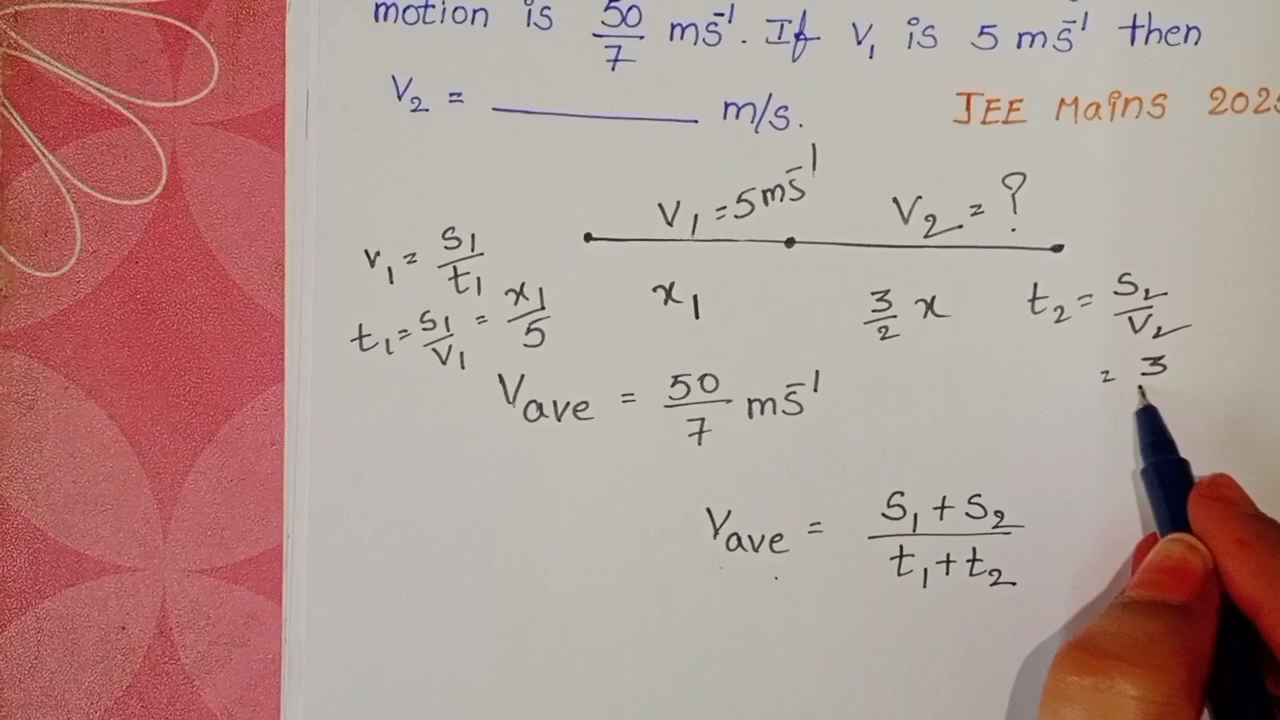 motion is 50/7 ms⁻¹. If v₁ is 5 ms⁻¹ then
V₂ = ________ m/s. JEE Mains 202
V₁ = 5ms⁻¹ V₂ = ?
v₁ = S₁/t₁
x₁ 3/2 x t₂ = S₂/V₂
t₁ = S₁/V₁ = x₁/5
= 3
Vave = 50/7 ms⁻¹
Vave = S₁+S₂/t₁+t₂